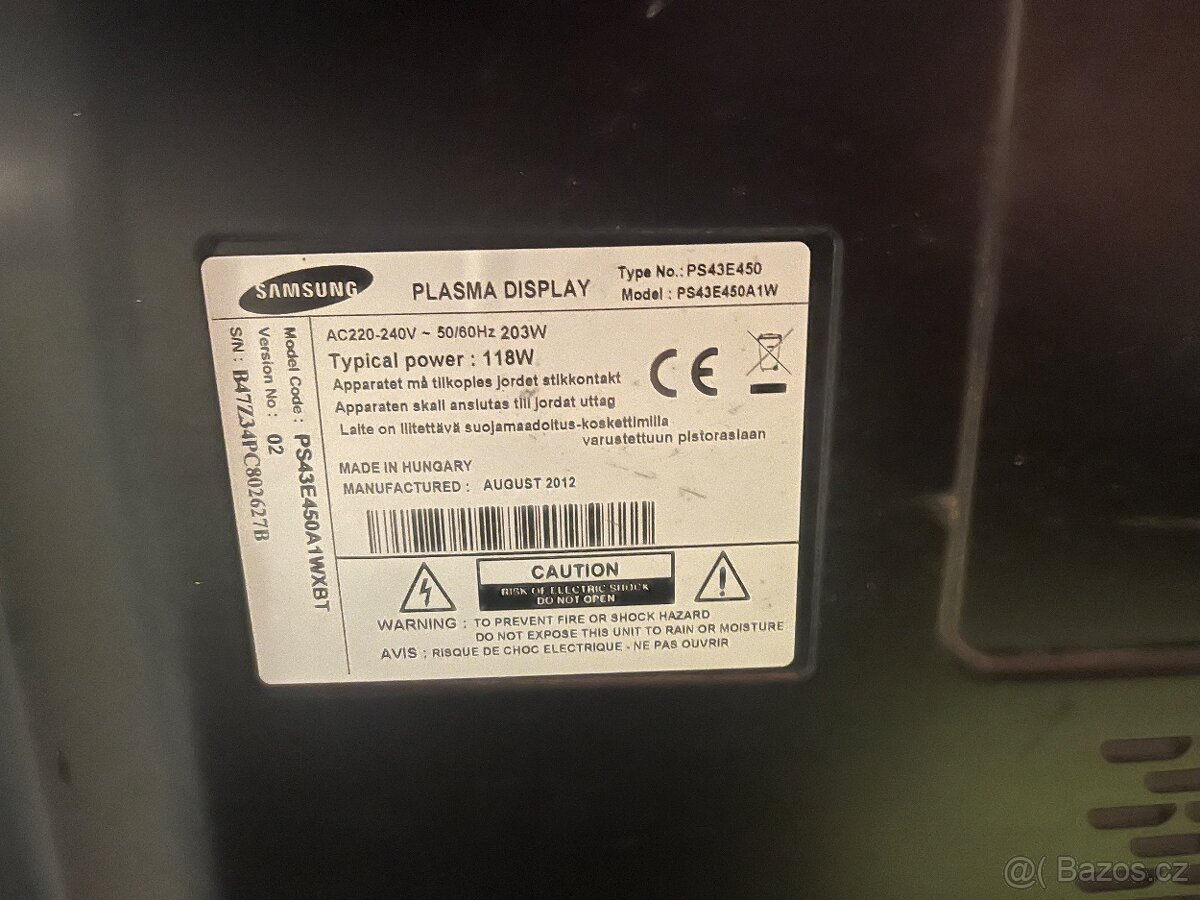 SAMSUNG
PLASMA DISPLAY
Type No.: PS43E450
Model : PS43E450A1W
Model Code: PS43E450A1WXBT
Version No: 02
S/N: B47Z34PC802627B
AC220-240V ~ 50/60Hz 203W
Typical power : 118W
Apparatet må tilkoples jordet stikkontakt
Apparaten skall anslutas till jordat uttag
Laite on liitettävä suojamaadoitus-koskettimilla
varustettuun pistorasiaan
CE
MADE IN HUNGARY
MANUFACTURED : AUGUST 2012
CAUTION
RISK OF ELECTRIC SHOCK
DO NOT OPEN
WARNING : TO PREVENT FIRE OR SHOCK HAZARD
DO NOT EXPOSE THIS UNIT TO RAIN OR MOISTURE
AVIS : RISQUE DE CHOC ELECTRIQUE - NE PAS OUVRIR
@( Bazos.cz